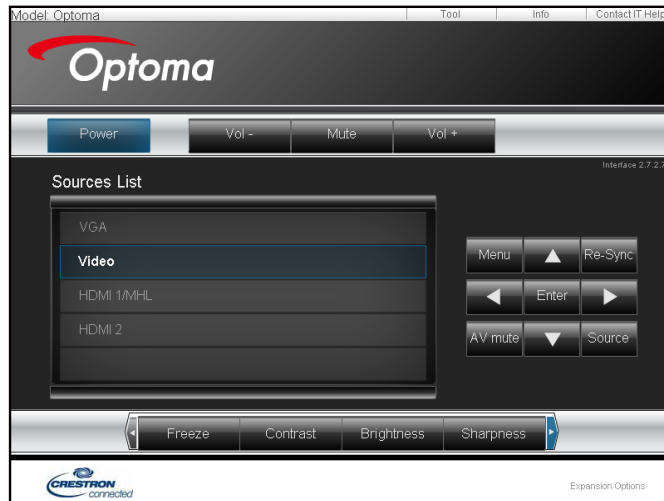 Model: Optoma Tool Info Contact IT Help
Optoma
Power Vol - Mute Vol +
Interface 2.7.2.7
Sources List
VGA
Video
HDMI 1/MHL
HDMI 2
Menu Re-Sync
Enter
AV mute Source
Freeze Contrast Brightness Sharpness
CRESTRON
connected
Expansion Options